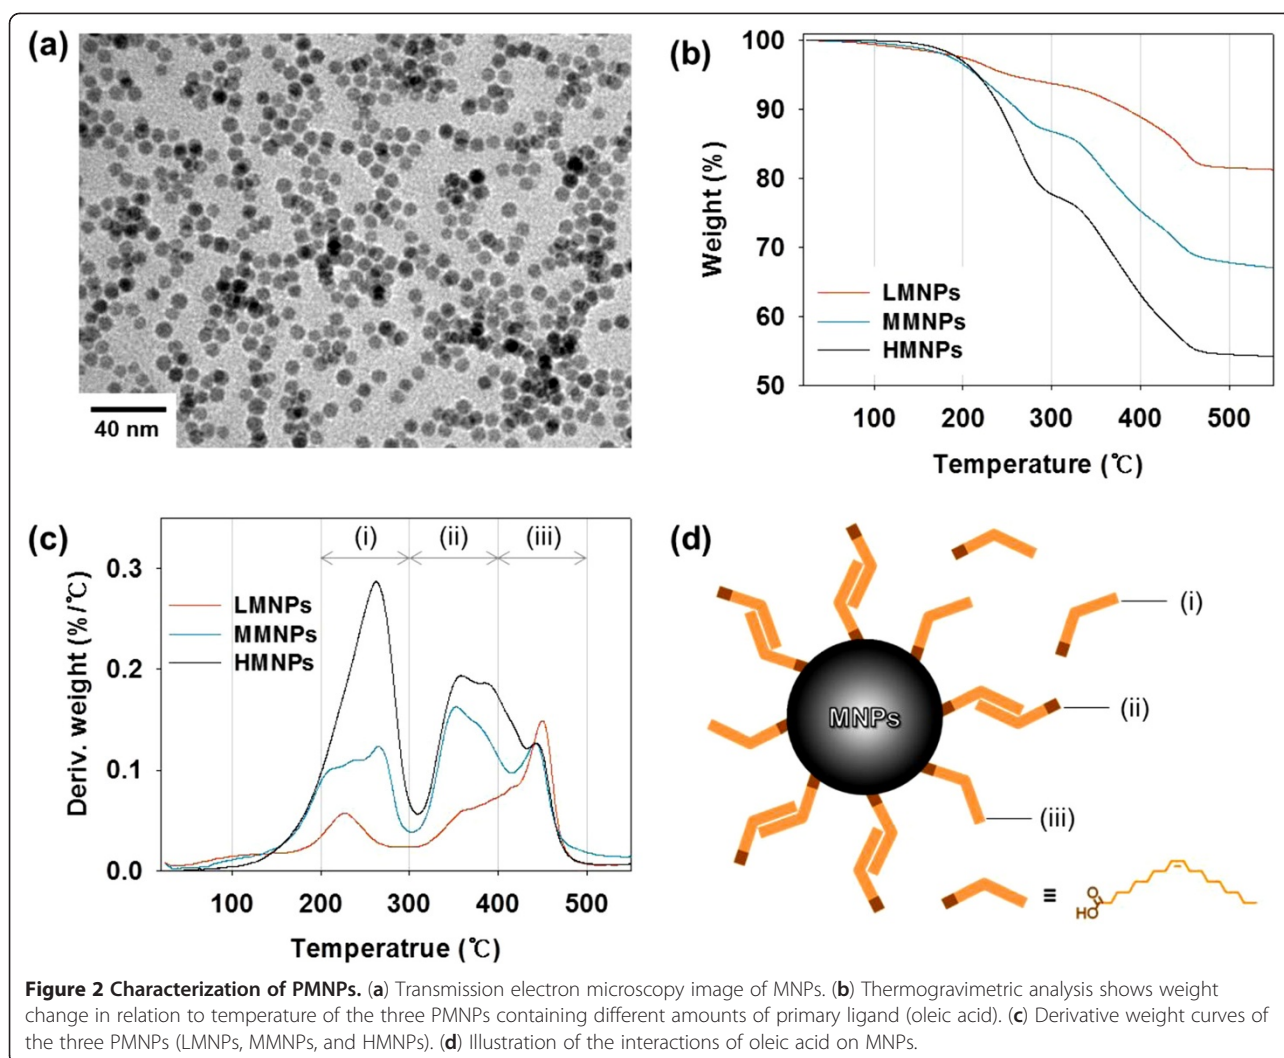 (a)
40 nm
(b)
100
90
80
70
60
50
Weight (%)
LMNPs
MMNPs
HMNPs
100 200 300 400 500
Temperature (℃)
(c)
(i) (ii) (iii)
0.3
0.2
0.1
0.0
Deriv. weight (%/℃)
LMNPs
MMNPs
HMNPs
100 200 300 400 500
Temperatrue (℃)
(d)
MNPs
(i)
(ii)
(iii)
≡
O
HO
Figure 2 Characterization of PMNPs. (a) Transmission electron microscopy image of MNPs. (b) Thermogravimetric analysis shows weight
change in relation to temperature of the three PMNPs containing different amounts of primary ligand (oleic acid). (c) Derivative weight curves of
the three PMNPs (LMNPs, MMNPs, and HMNPs). (d) Illustration of the interactions of oleic acid on MNPs.